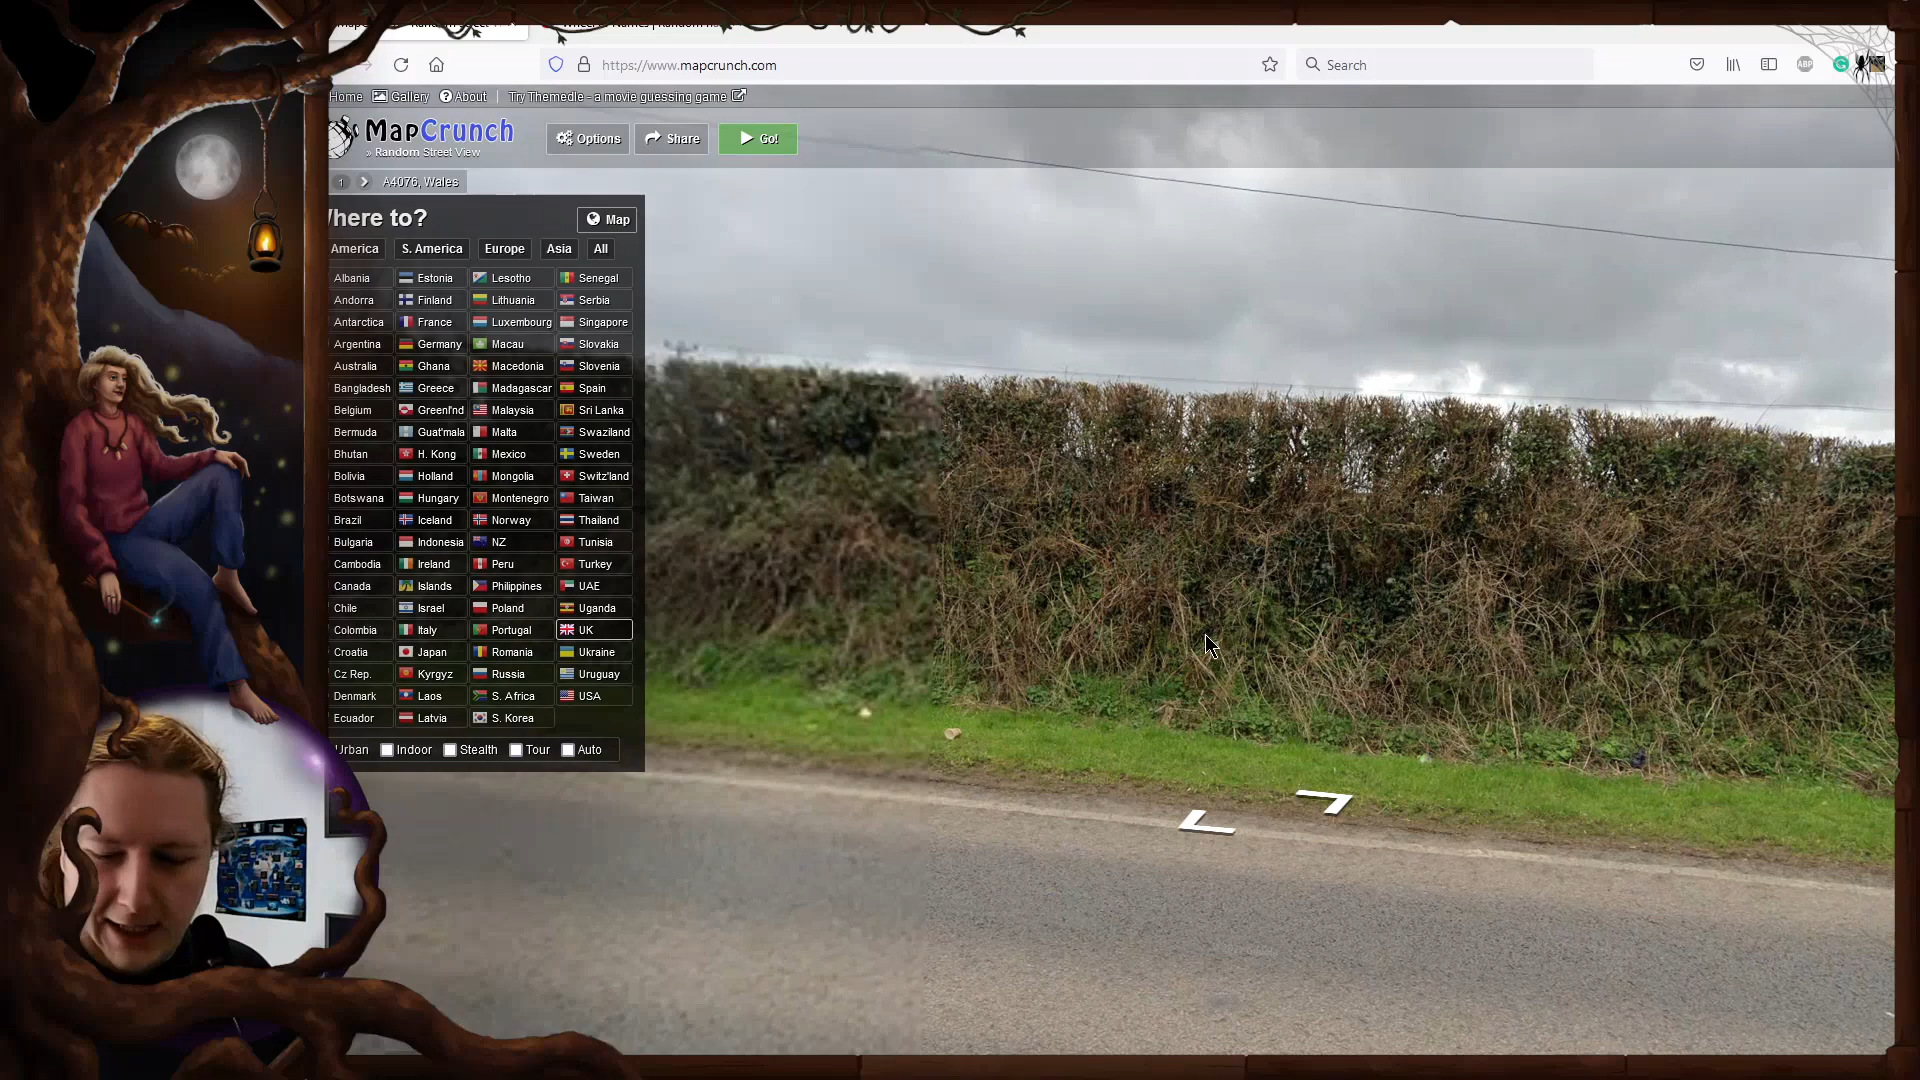 https://www.mapcrunch.com
Search
ABP
Home Gallery About Try Themedle - a movie guessing game
MapCrunch
» Random Street View
Options Share Go!
1 A4076, Wales
here to?
Map
America S. America Europe Asia All
Albania Estonia Lesotho Senegal
Andorra Finland Lithuania Serbia
Antarctica France Luxembourg Singapore
Argentina Germany Macau Slovakia
Australia Ghana Macedonia Slovenia
Bangladesh Greece Madagascar Spain
Belgium Greenl'nd Malaysia Sri Lanka
Bermuda Guat'mala Malta Swaziland
Bhutan H. Kong Mexico Sweden
Bolivia Holland Mongolia Switz'land
Botswana Hungary Montenegro Taiwan
Brazil Iceland Norway Thailand
Bulgaria Indonesia NZ Tunisia
Cambodia Ireland Peru Turkey
Canada Islands Philippines UAE
Chile Israel Poland Uganda
Colombia Italy Portugal UK
Croatia Japan Romania Ukraine
Cz Rep. Kyrgyz Russia Uruguay
Denmark Laos S. Africa USA
Ecuador Latvia S. Korea
Urban Indoor Stealth Tour Auto